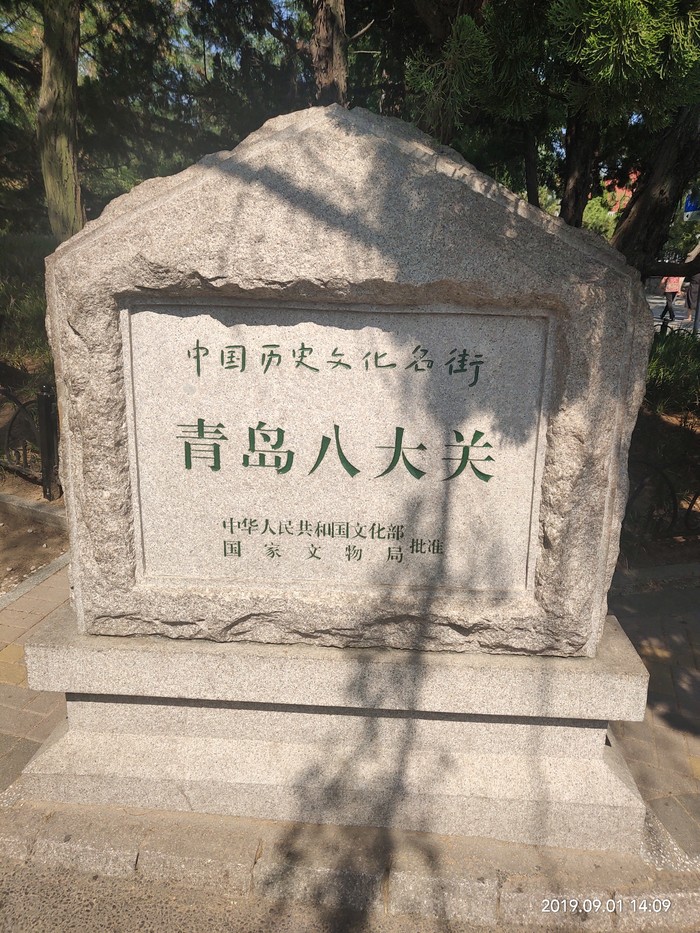 中国历史文化名街
青岛八大关
中华人民共和国文化部
国家文物局
批准
2019.09.01 14:09